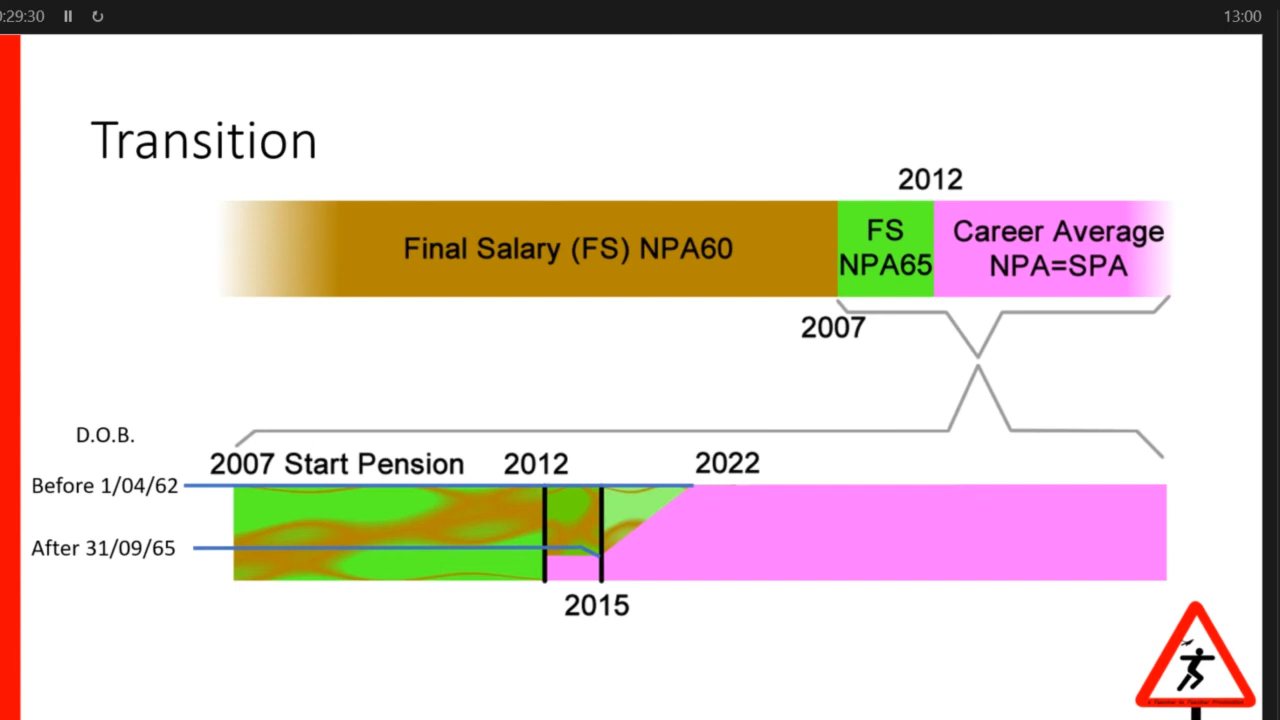 0:29:30
13:00
Transition
2012
Final Salary (FS) NPA60
FS
NPA65
Career Average
NPA=SPA
2007
D.O.B.
2007 Start Pension
2012
2022
Before 1/04/62
After 31/09/65
2015